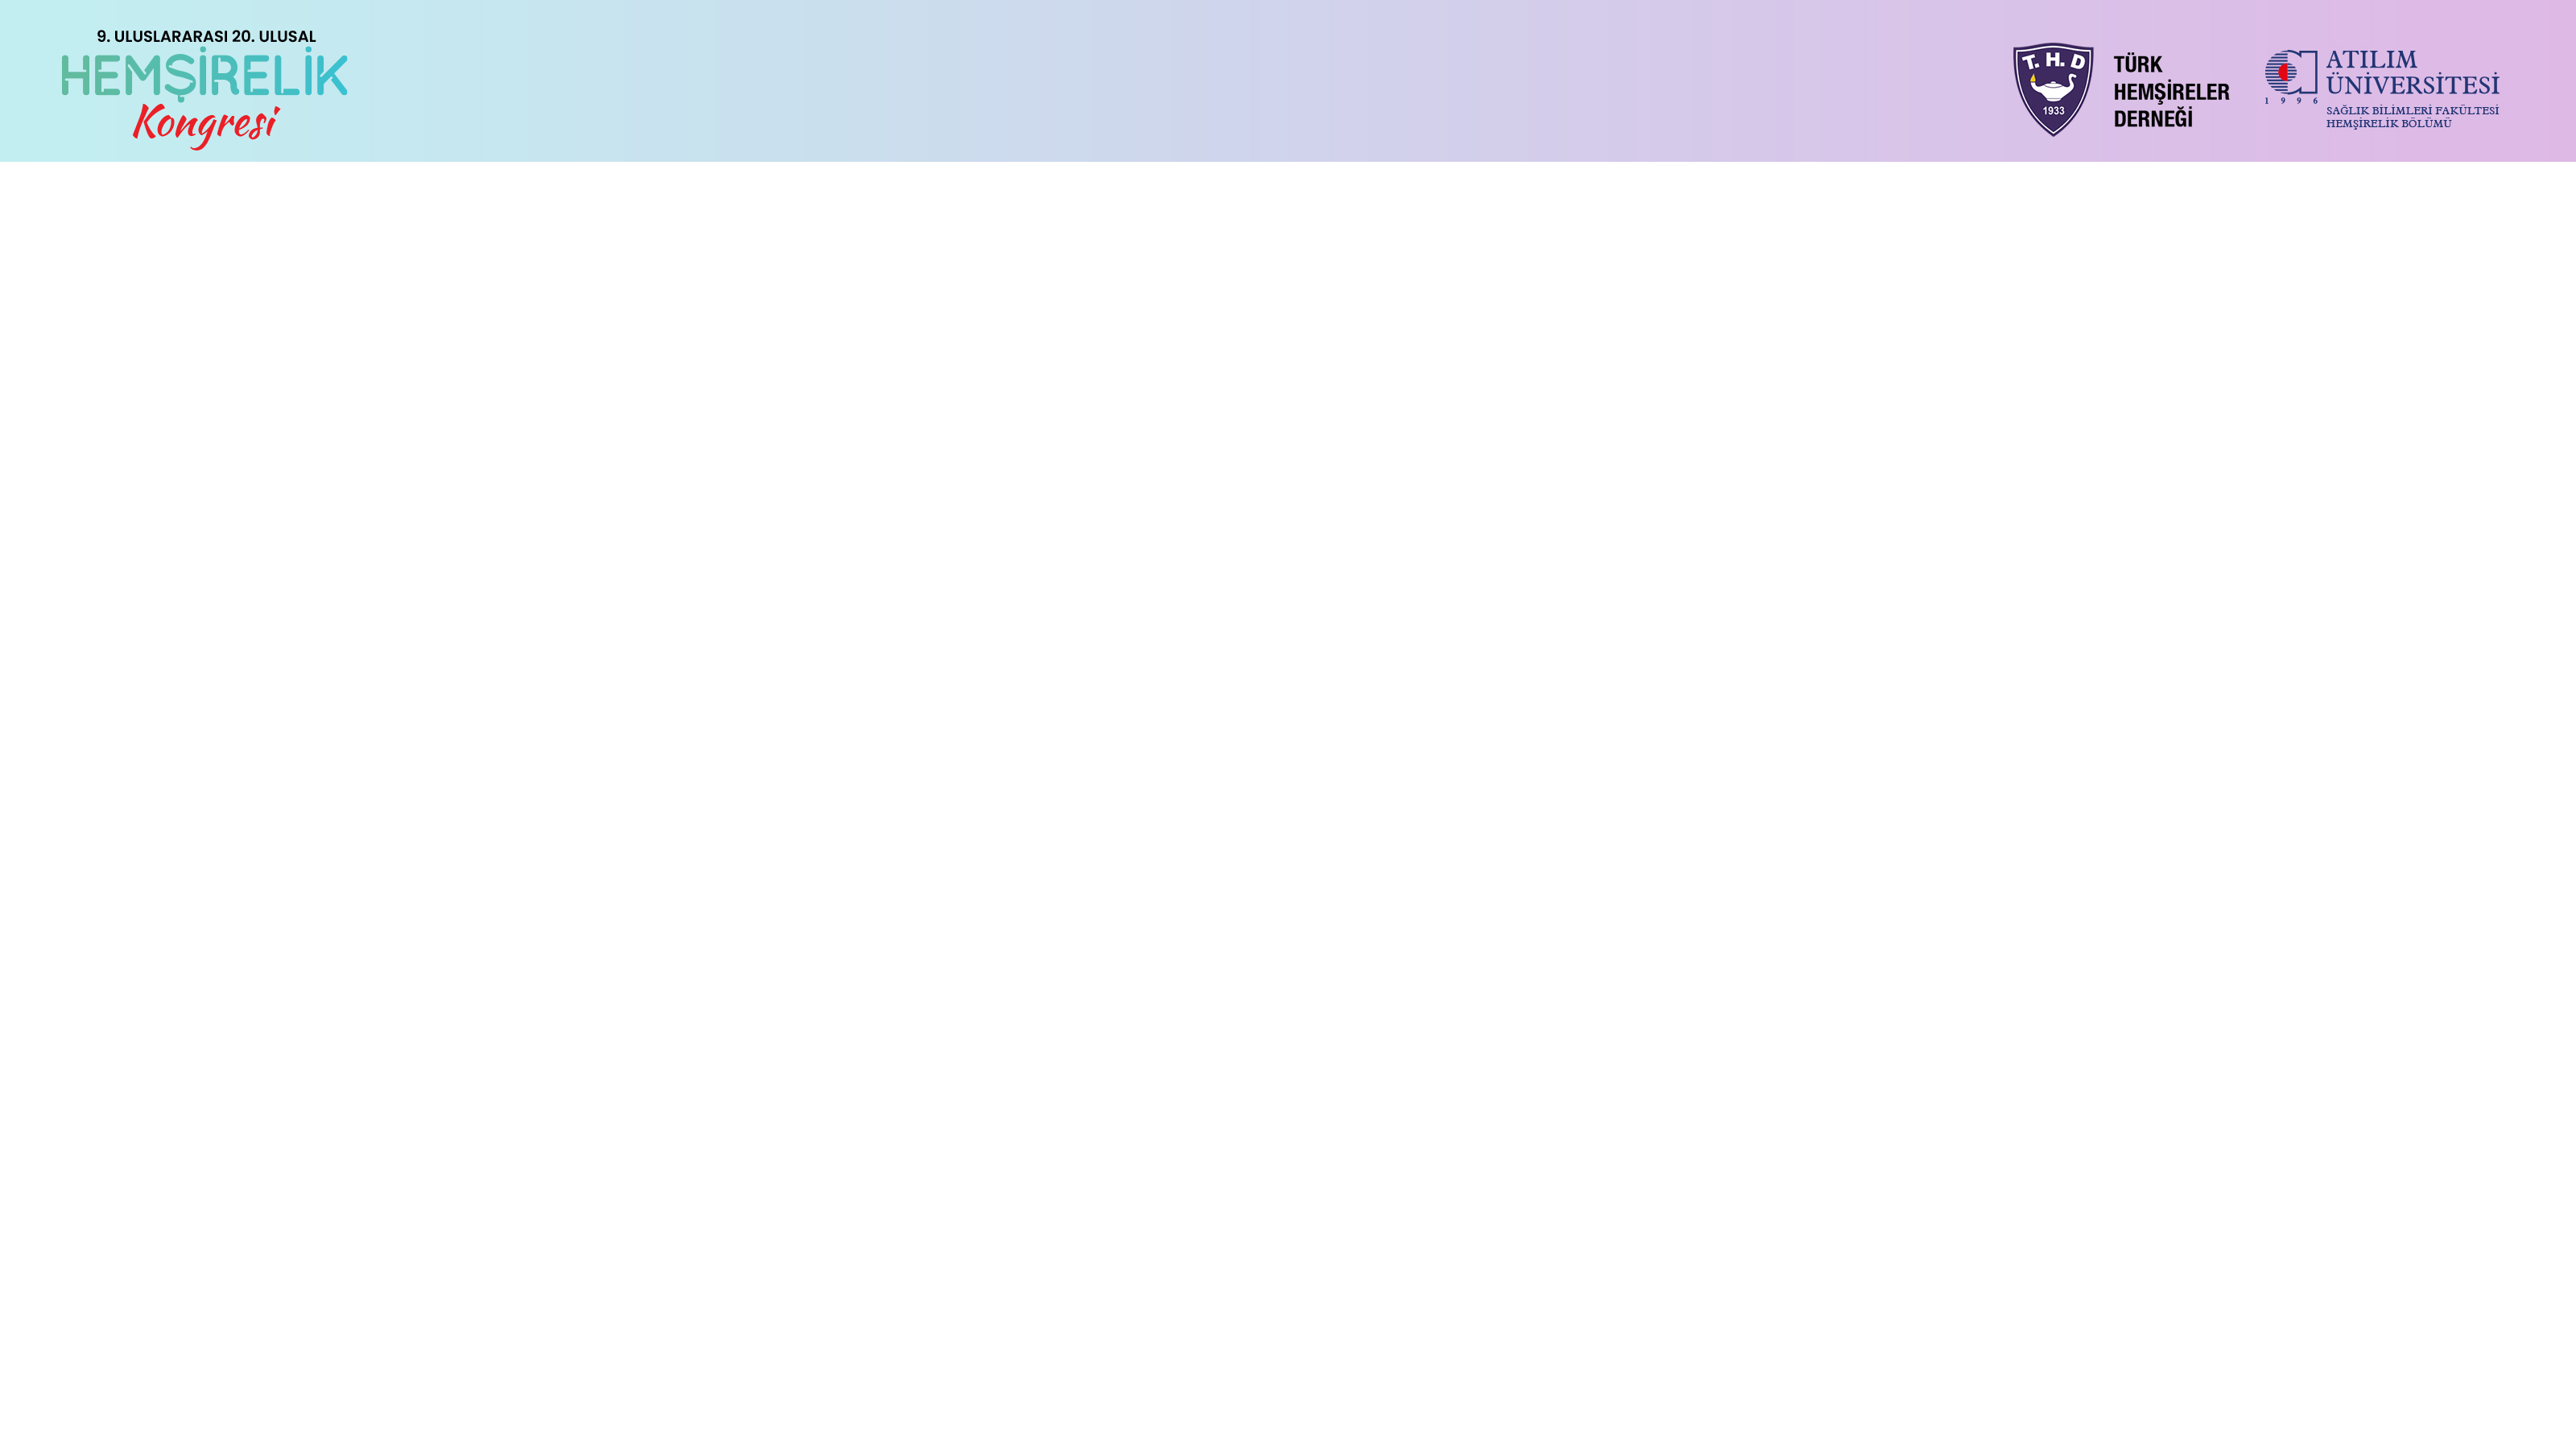 9. ULUSLARARASI 20. ULUSAL
HEMŞİRELİK
Kongresi
T. H. D
1933
TÜRK
HEMŞİRELER
DERNEĞİ
1 9 9 6
ATILIM
ÜNİVERSİTESİ
SAĞLIK BİLİMLERİ FAKÜLTESİ
HEMŞİRELİK BÖLÜMÜ